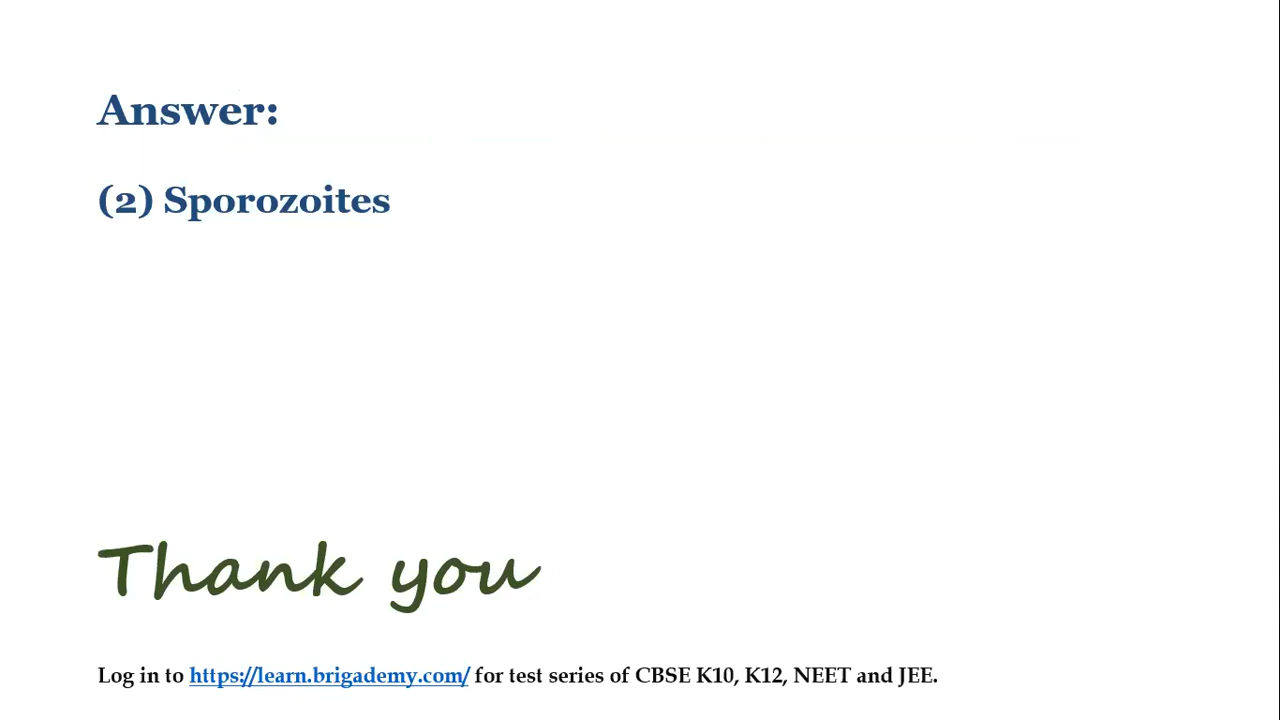 Answer:
(2) Sporozoites
Thank you
Log in to https://learn.brigademy.com/ for test series of CBSE K10, K12, NEET and JEE.